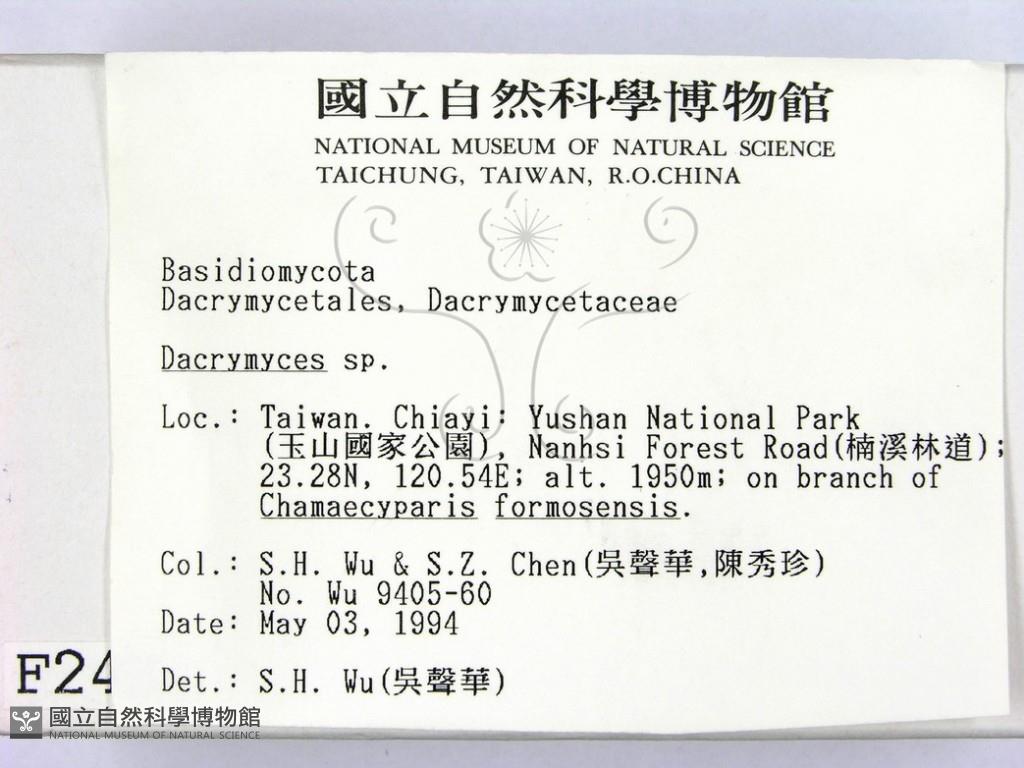 國立自然科學博物館
NATIONAL MUSEUM OF NATURAL SCIENCE
TAICHUNG, TAIWAN, R.O.CHINA
Basidiomycota
Dacrymycetales, Dacrymycetaceae
Dacrymyces sp.
Loc.: Taiwan. Chiayi: Yushan National Park
(玉山國家公園), Nanhsi Forest Road(楠溪林道);
23.28N, 120.54E; alt. 1950m; on branch of
Chamaecyparis formosensis.
Col.: S.H. Wu & S.Z. Chen(吳聲華,陳秀珍)
No. Wu 9405-60
Date: May 03, 1994
Det.: S.H. Wu(吳聲華)
F24
國立自然科學博物館
NATIONAL MUSEUM OF NATURAL SCIENCE